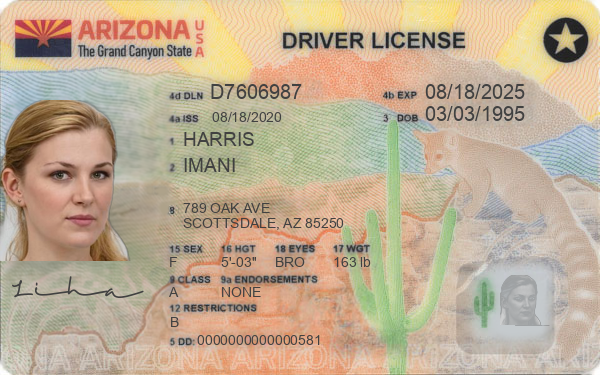 ARIZONA USA
The Grand Canyon State
DRIVER LICENSE
4d DLN D7606987 4b EXP 08/18/2025
4a ISS 08/18/2020 3 DOB 03/03/1995
1 HARRIS
2 IMANI
8 789 OAK AVE
SCOTTSDALE, AZ 85250
15 SEX 16 HGT 18 EYES 17 WGT
F 5'-03" BRO 163 lb
9 CLASS 9a ENDORSEMENTS
A NONE
12 RESTRICTIONS
B
Liha
5 DD: 0000000000000581
ARIZONA ARIZONA ARIZONA ARIZONA